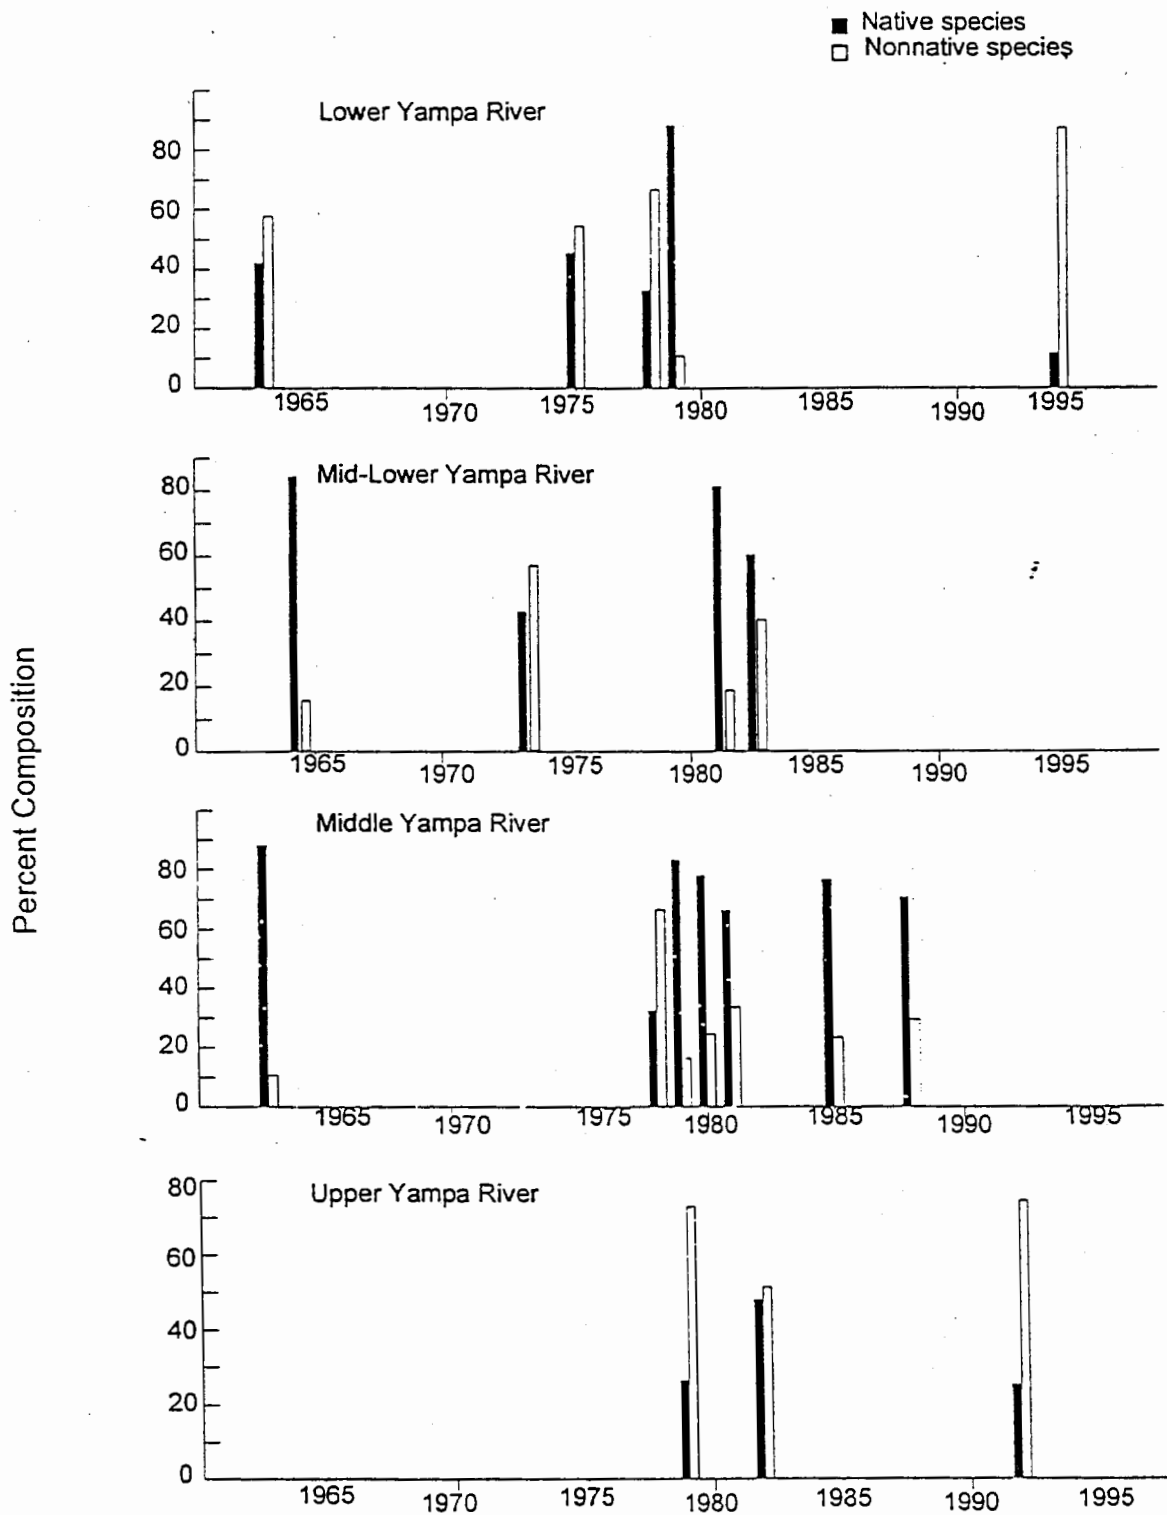 Native species
Nonnative species
Lower Yampa River
80
60
40
20
0
1965 1970 1975 1980 1985 1990 1995
Mid-Lower Yampa River
80
60
40
20
0
1965 1970 1975 1980 1985 1990 1995
Percent Composition
Middle Yampa River
80
60
40
20
0
1965 1970 1975 1980 1985 1990 1995
Upper Yampa River
80
60
40
20
0
1965 1970 1975 1980 1985 1990 1995